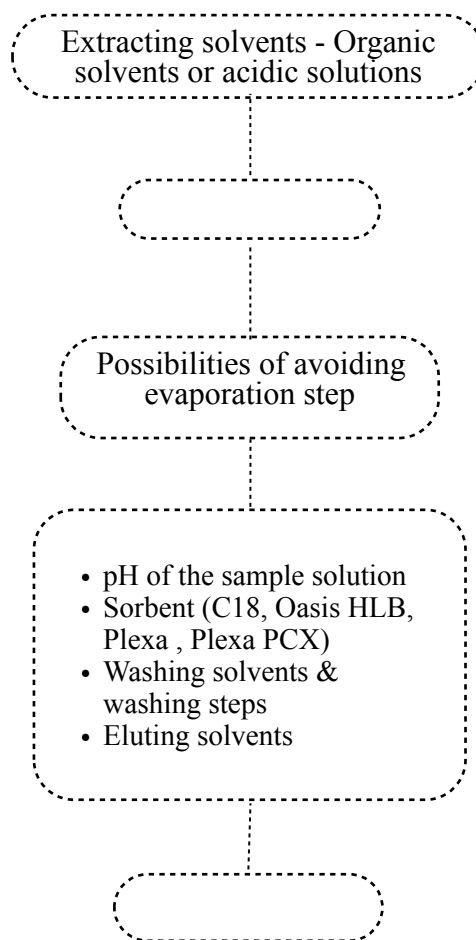 Extracting solvents - Organic
solvents or acidic solutions
Possibilities of avoiding
evaporation step
• pH of the sample solution
• Sorbent (C18, Oasis HLB,
Plexa , Plexa PCX)
• Washing solvents &
washing steps
• Eluting solvents